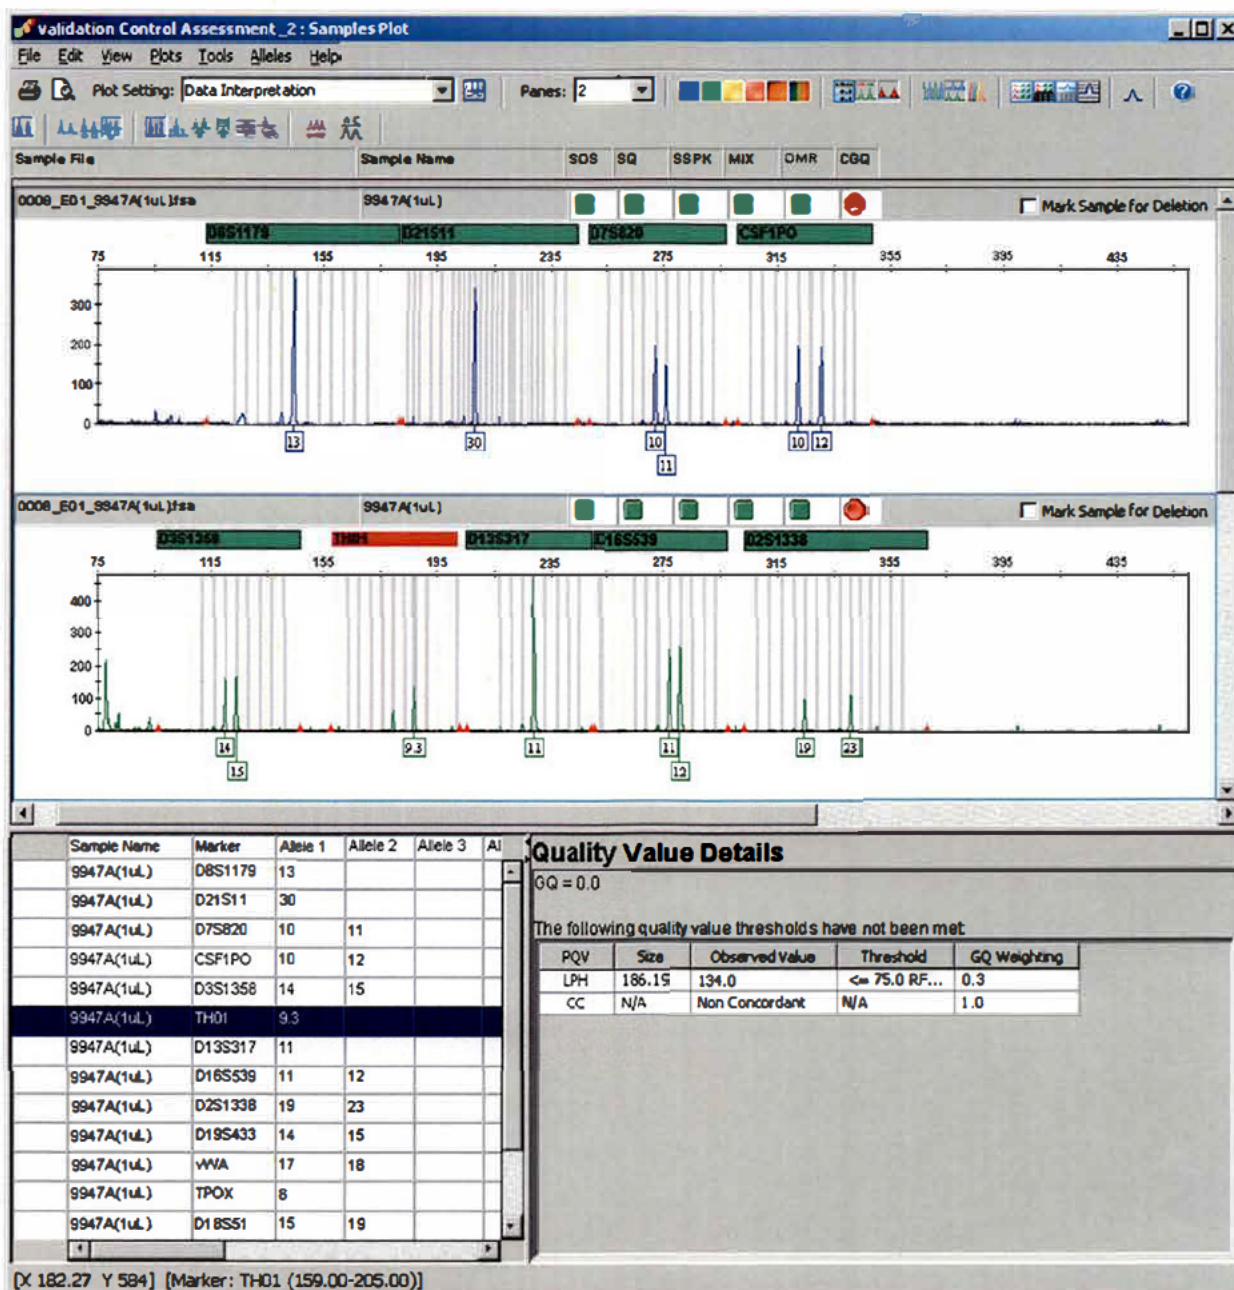 validation Control Assessment _2 : Samples Plot
File Edit View Plots Tools Alleles Help
Plot Setting: Data Interpretation Panes: 2
Sample File Sample Name SOS SQ SSPK MIX OMR CGQ
0008_E01_9947A(1uL).fsa 9947A(1uL) Mark Sample for Deletion
D8S1179 D21S11 D7S820 CSF1PO
75 115 155 195 235 275 315 355 395 435
300
200
100
0
13 30 10 10 12
11
0008_E01_9947A(1uL).fsa 9947A(1uL) Mark Sample for Deletion
D3S1358 TH01 D13S317 D16S539 D2S1338
75 115 155 195 235 275 315 355 395 435
400
300
200
100
0
14 9.3 11 11 19 23
15 12
Sample Name Marker Allele 1 Allele 2 Allele 3 Al
9947A(1uL) D8S1179 13
9947A(1uL) D21S11 30
9947A(1uL) D7S820 10 11
9947A(1uL) CSF1PO 10 12
9947A(1uL) D3S1358 14 15
9947A(1uL) TH01 9.3
9947A(1uL) D13S317 11
9947A(1uL) D16S539 11 12
9947A(1uL) D2S1338 19 23
9947A(1uL) D19S433 14 15
9947A(1uL) vWA 17 18
9947A(1uL) TPOX 8
9947A(1uL) D18S51 15 19
Quality Value Details
GQ = 0.0
The following quality value thresholds have not been met
PQV Size Observed Value Threshold GQ Weighting
LPH 186.19 134.0 <= 75.0 RF... 0.3
CC N/A Non Concordant N/A 1.0
[X 182.27 Y 584] [Marker: TH01 (159.00-205.00)]